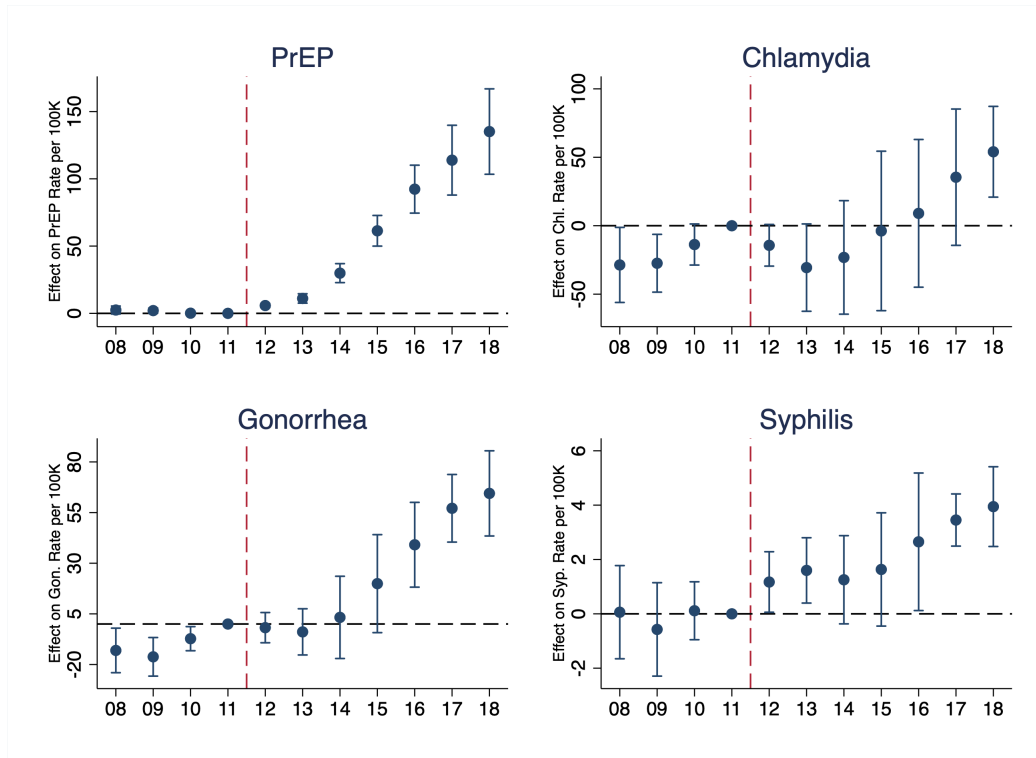 PrEP
Effect on PrEP Rate per 100K
150
100
50
0
08 09 10 11 12 13 14 15 16 17 18
Chlamydia
Effect on Chl. Rate per 100K
100
50
0
-50
08 09 10 11 12 13 14 15 16 17 18
Gonorrhea
Effect on Gon. Rate per 100K
80
55
30
5
-20
08 09 10 11 12 13 14 15 16 17 18
Syphilis
Effect on Syp. Rate per 100K
6
4
2
0
-2
08 09 10 11 12 13 14 15 16 17 18